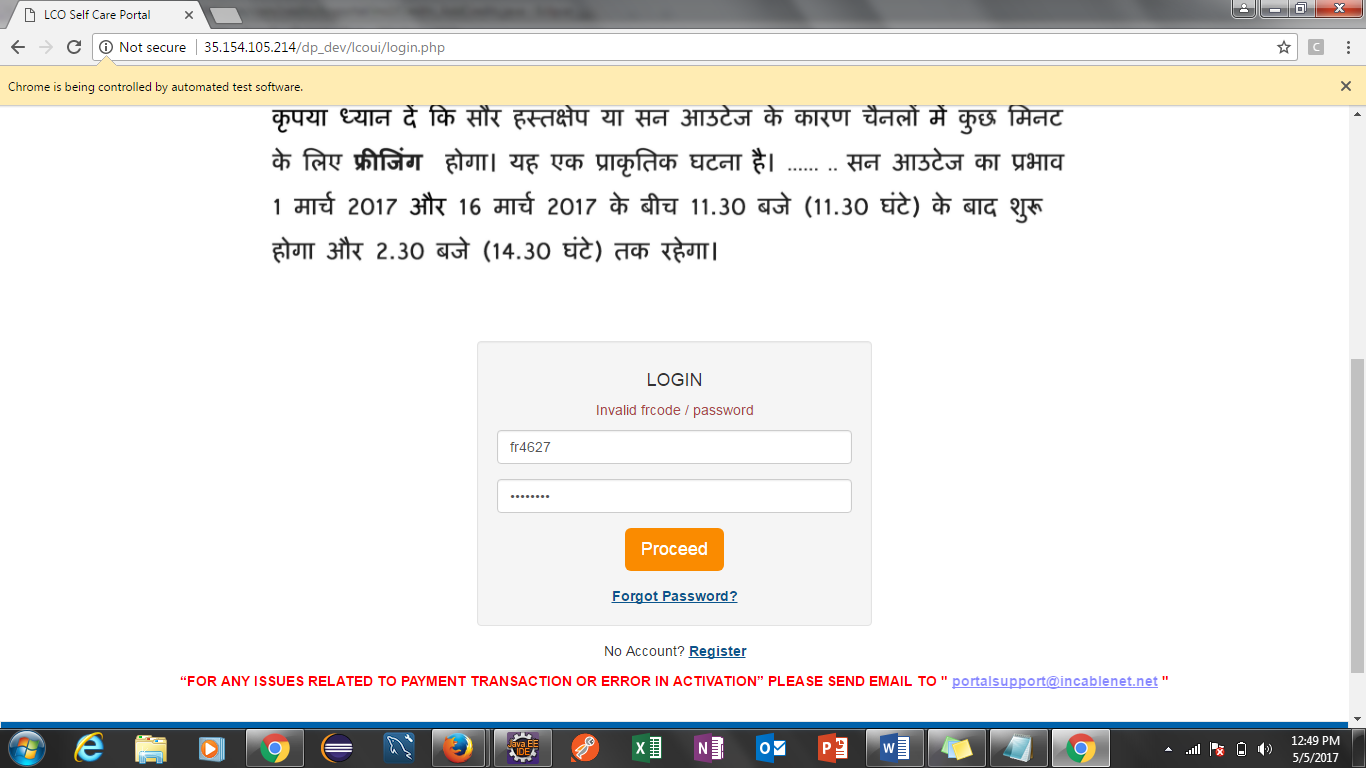 LCO Self Care Portal
Not secure 35.154.105.214/dp_dev/lcoui/login.php
Chrome is being controlled by automated test software.
कृपया ध्यान दें कि सौर हस्तक्षेप या सन आउटेज के कारण चैनलों में कुछ मिनट
के लिए फ्रीजिंग होगा। यह एक प्राकृतिक घटना है। ...... .. सन आउटेज का प्रभाव
1 मार्च 2017 और 16 मार्च 2017 के बीच 11.30 बजे (11.30 घंटे) के बाद शुरू
होगा और 2.30 बजे (14.30 घंटे) तक रहेगा।
LOGIN
Invalid frcode / password
fr4627
••••••••
Proceed
Forgot Password?
No Account? Register
“FOR ANY ISSUES RELATED TO PAYMENT TRANSACTION OR ERROR IN ACTIVATION” PLEASE SEND EMAIL TO " portalsupport@incablenet.net "
Java EE
IDE
12:49 PM
5/5/2017